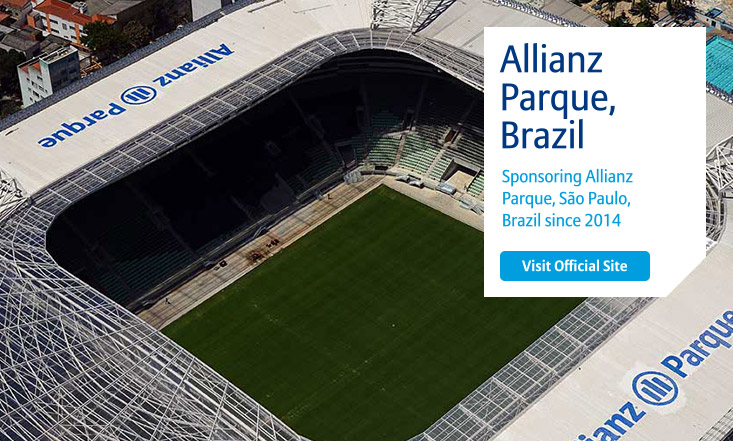 Allianz Parque
Allianz
Parque,
Brazil
Sponsoring Allianz
Parque, São Paulo,
Brazil since 2014
Visit Official Site
Allianz Parque